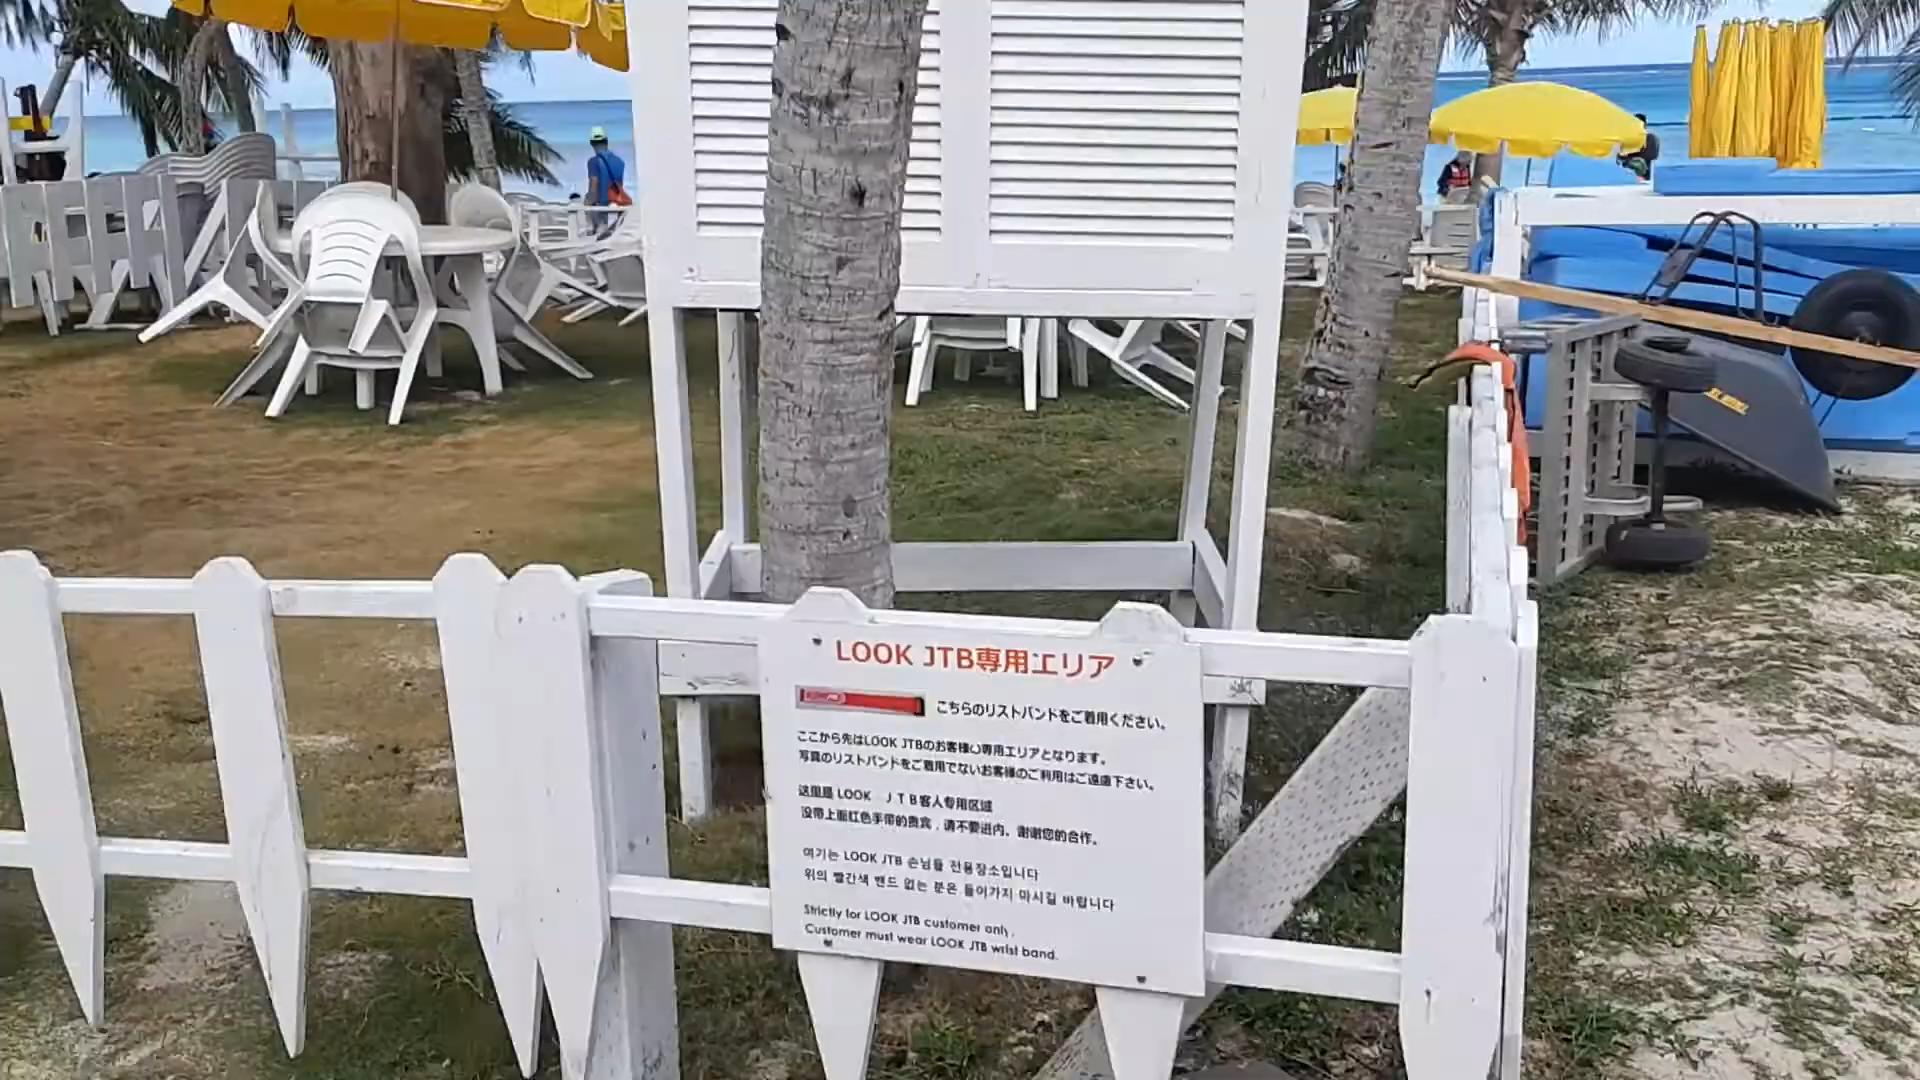 LOOK JTB専用エリア
こちらのリストバンドをご着用ください。
ここから先はLOOK JTBのお客様の専用エリアとなります。
写真のリストバンドをご着用でないお客様のご利用はご遠慮下さい。
这里是 LOOK JTB客人专用区域
没带上面红色手带的贵宾，请不要进内。谢谢您的合作。
여기는 LOOK JTB 손님들 전용장소입니다
위의 빨간색 밴드 없는 분은 들어가지 마시길 바랍니다
Strictly for LOOK JTB customer only.
Customer must wear LOOK JTB wrist band.